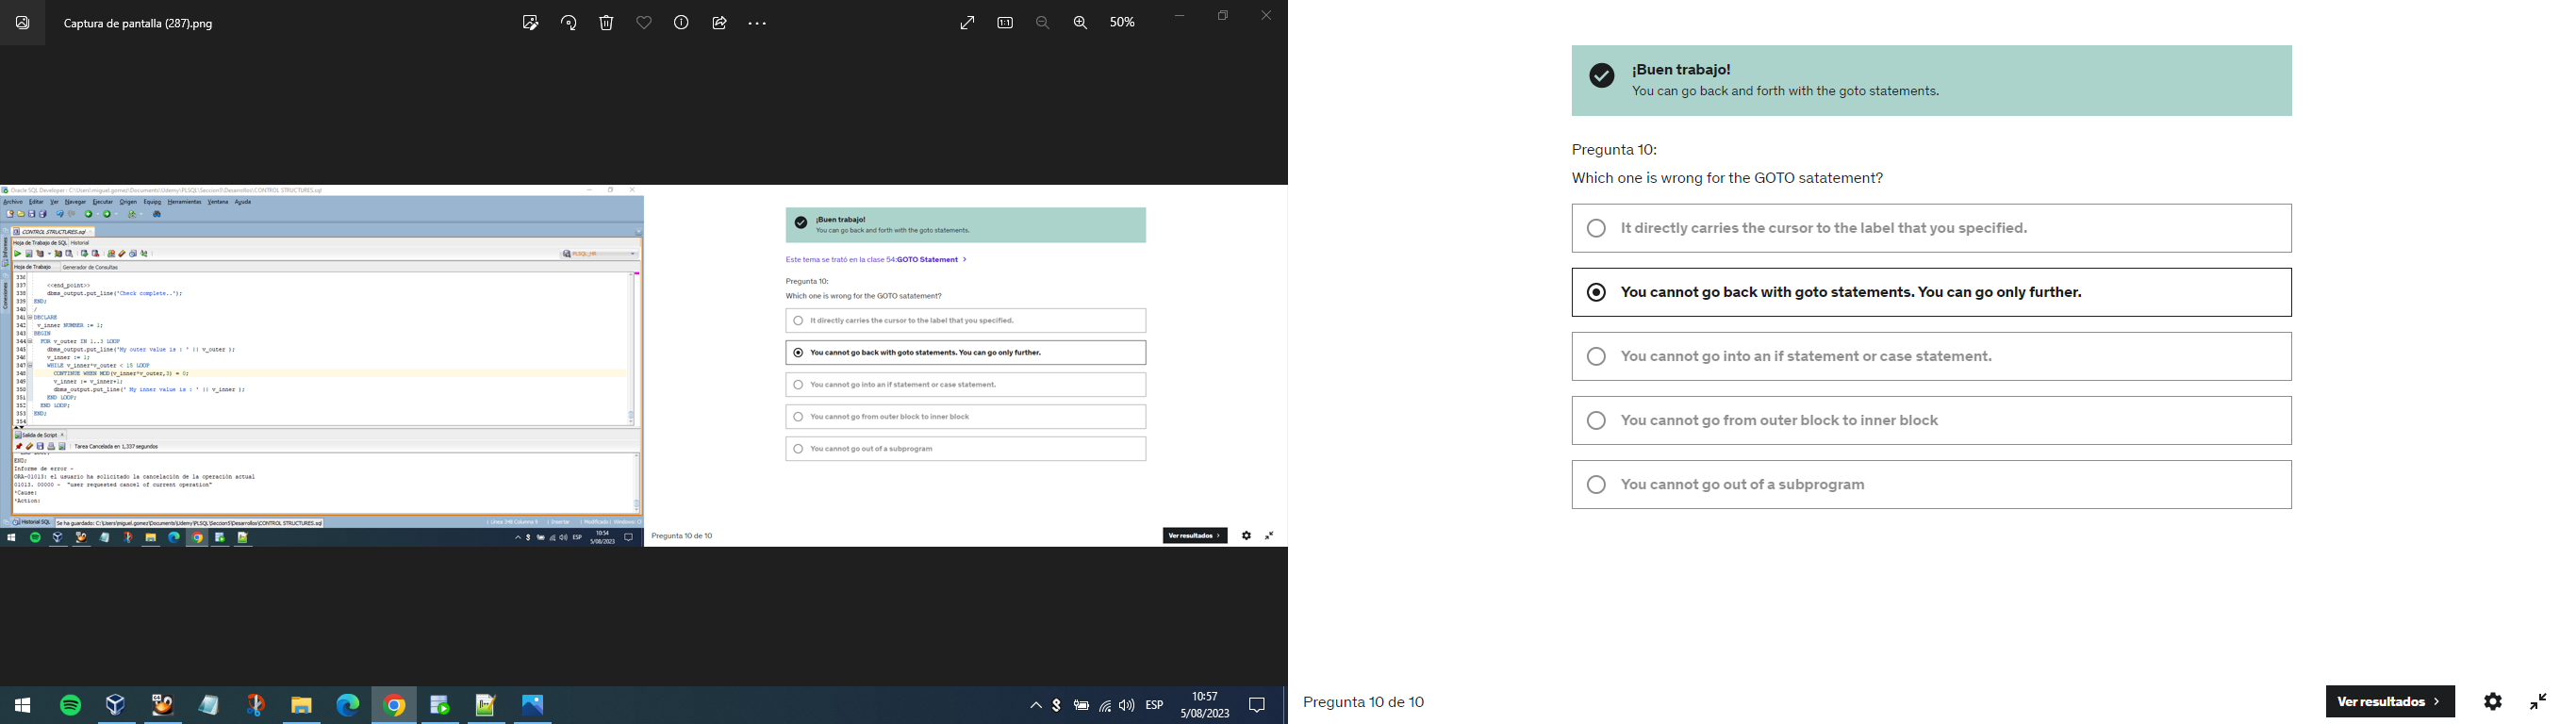 Captura de pantalla (287).png
50%
Oracle SQL Developer : C:\Users\miguel.gomez\Documents\Udemy\PLSQL\Seccion5\Desarrollos\CONTROL STRUCTURES.sql
Archivo Editar Ver Navegar Ejecutar Origen Equipo Herramientas Ventana Ayuda
CONTROL STRUCTURES.sql
Hoja de Trabajo de SQL Historial
PLSQL_HR
Hoja de Trabajo Generador de Consultas
336
337 <<end_point>>
338 dbms_output.put_line('Check complete..');
339 END;
340 /
341 DECLARE
342 v_inner NUMBER := 1;
343 BEGIN
344 FOR v_outer IN 1..3 LOOP
345 dbms_output.put_line('My outer value is : ' || v_outer );
346 v_inner := 1;
347 WHILE v_inner*v_outer < 15 LOOP
348 CONTINUE WHEN MOD(v_inner*v_outer,3) = 0;
349 v_inner := v_inner+1;
350 dbms_output.put_line(' My inner value is : ' || v_inner );
351 END LOOP;
352 END LOOP;
353 END;
354
Salida de Script
Tarea Cancelada en 1,337 segundos
END;
Informe de error -
ORA-01013: el usuario ha solicitado la cancelación de la operación actual
01013. 00000 - "user requested cancel of current operation"
*Cause:
*Action:
Historial SQL Se ha guardado: C:\Users\miguel.gomez\Documents\Udemy\PLSQL\Seccion5\Desarrollos\CONTROL STRUCTURES.sql
Línea 348 Columna 9 Insertar Modificado Windows: C
ESP
10:54
5/08/2023
¡Buen trabajo!
You can go back and forth with the goto statements.
Este tema se trató en la clase 54:GOTO Statement
Pregunta 10:
Which one is wrong for the GOTO satatement?
It directly carries the cursor to the label that you specified.
You cannot go back with goto statements. You can go only further.
You cannot go into an if statement or case statement.
You cannot go from outer block to inner block
You cannot go out of a subprogram
Pregunta 10 de 10
Ver resultados
ESP
10:57
5/08/2023
¡Buen trabajo!
You can go back and forth with the goto statements.
Pregunta 10:
Which one is wrong for the GOTO satatement?
It directly carries the cursor to the label that you specified.
You cannot go back with goto statements. You can go only further.
You cannot go into an if statement or case statement.
You cannot go from outer block to inner block
You cannot go out of a subprogram
Pregunta 10 de 10
Ver resultados